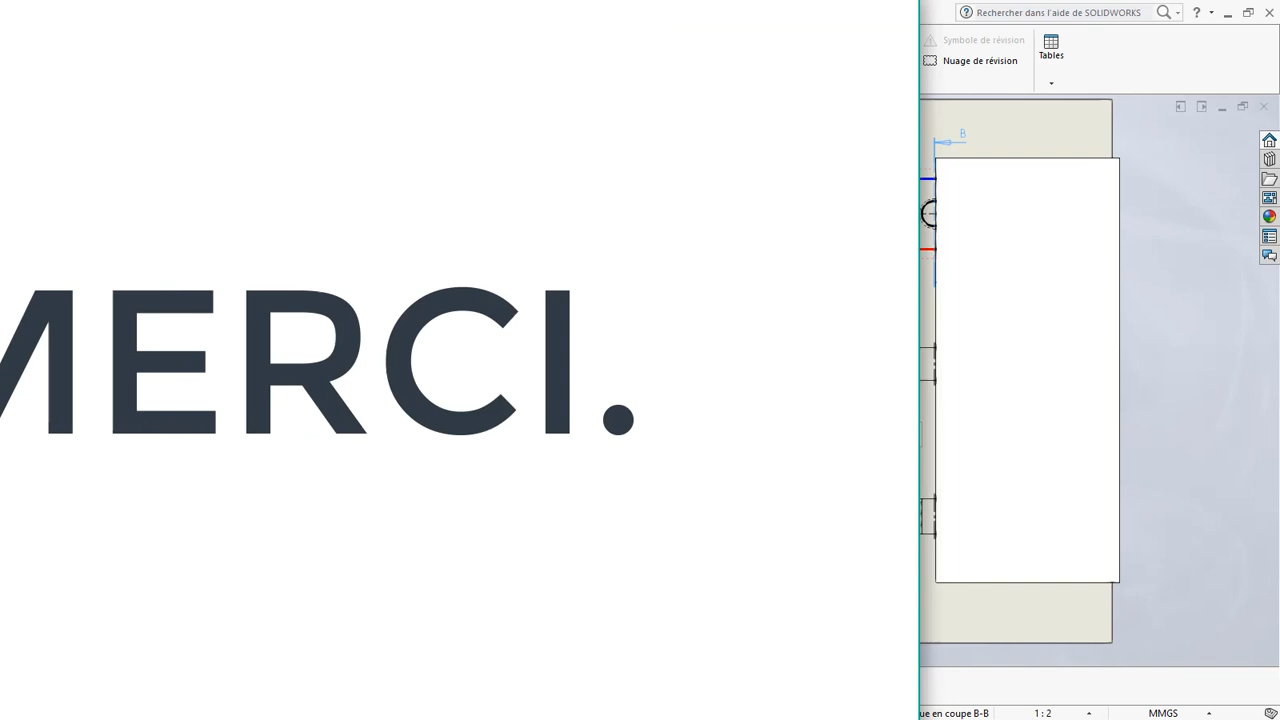 MERCI.
Rechercher dans l'aide de SOLIDWORKS
?
Symbole de révision
Nuage de révision
Tables
B
ue en coupe B-B
1 : 2
MMGS